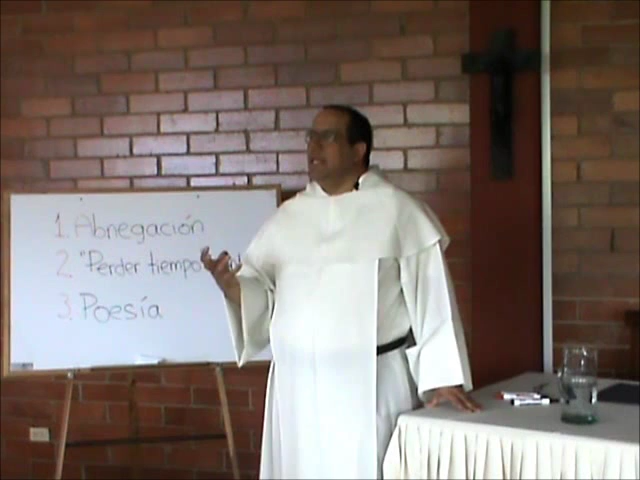 1. Abnegación
2. "Perder tiempo
3. Poesía